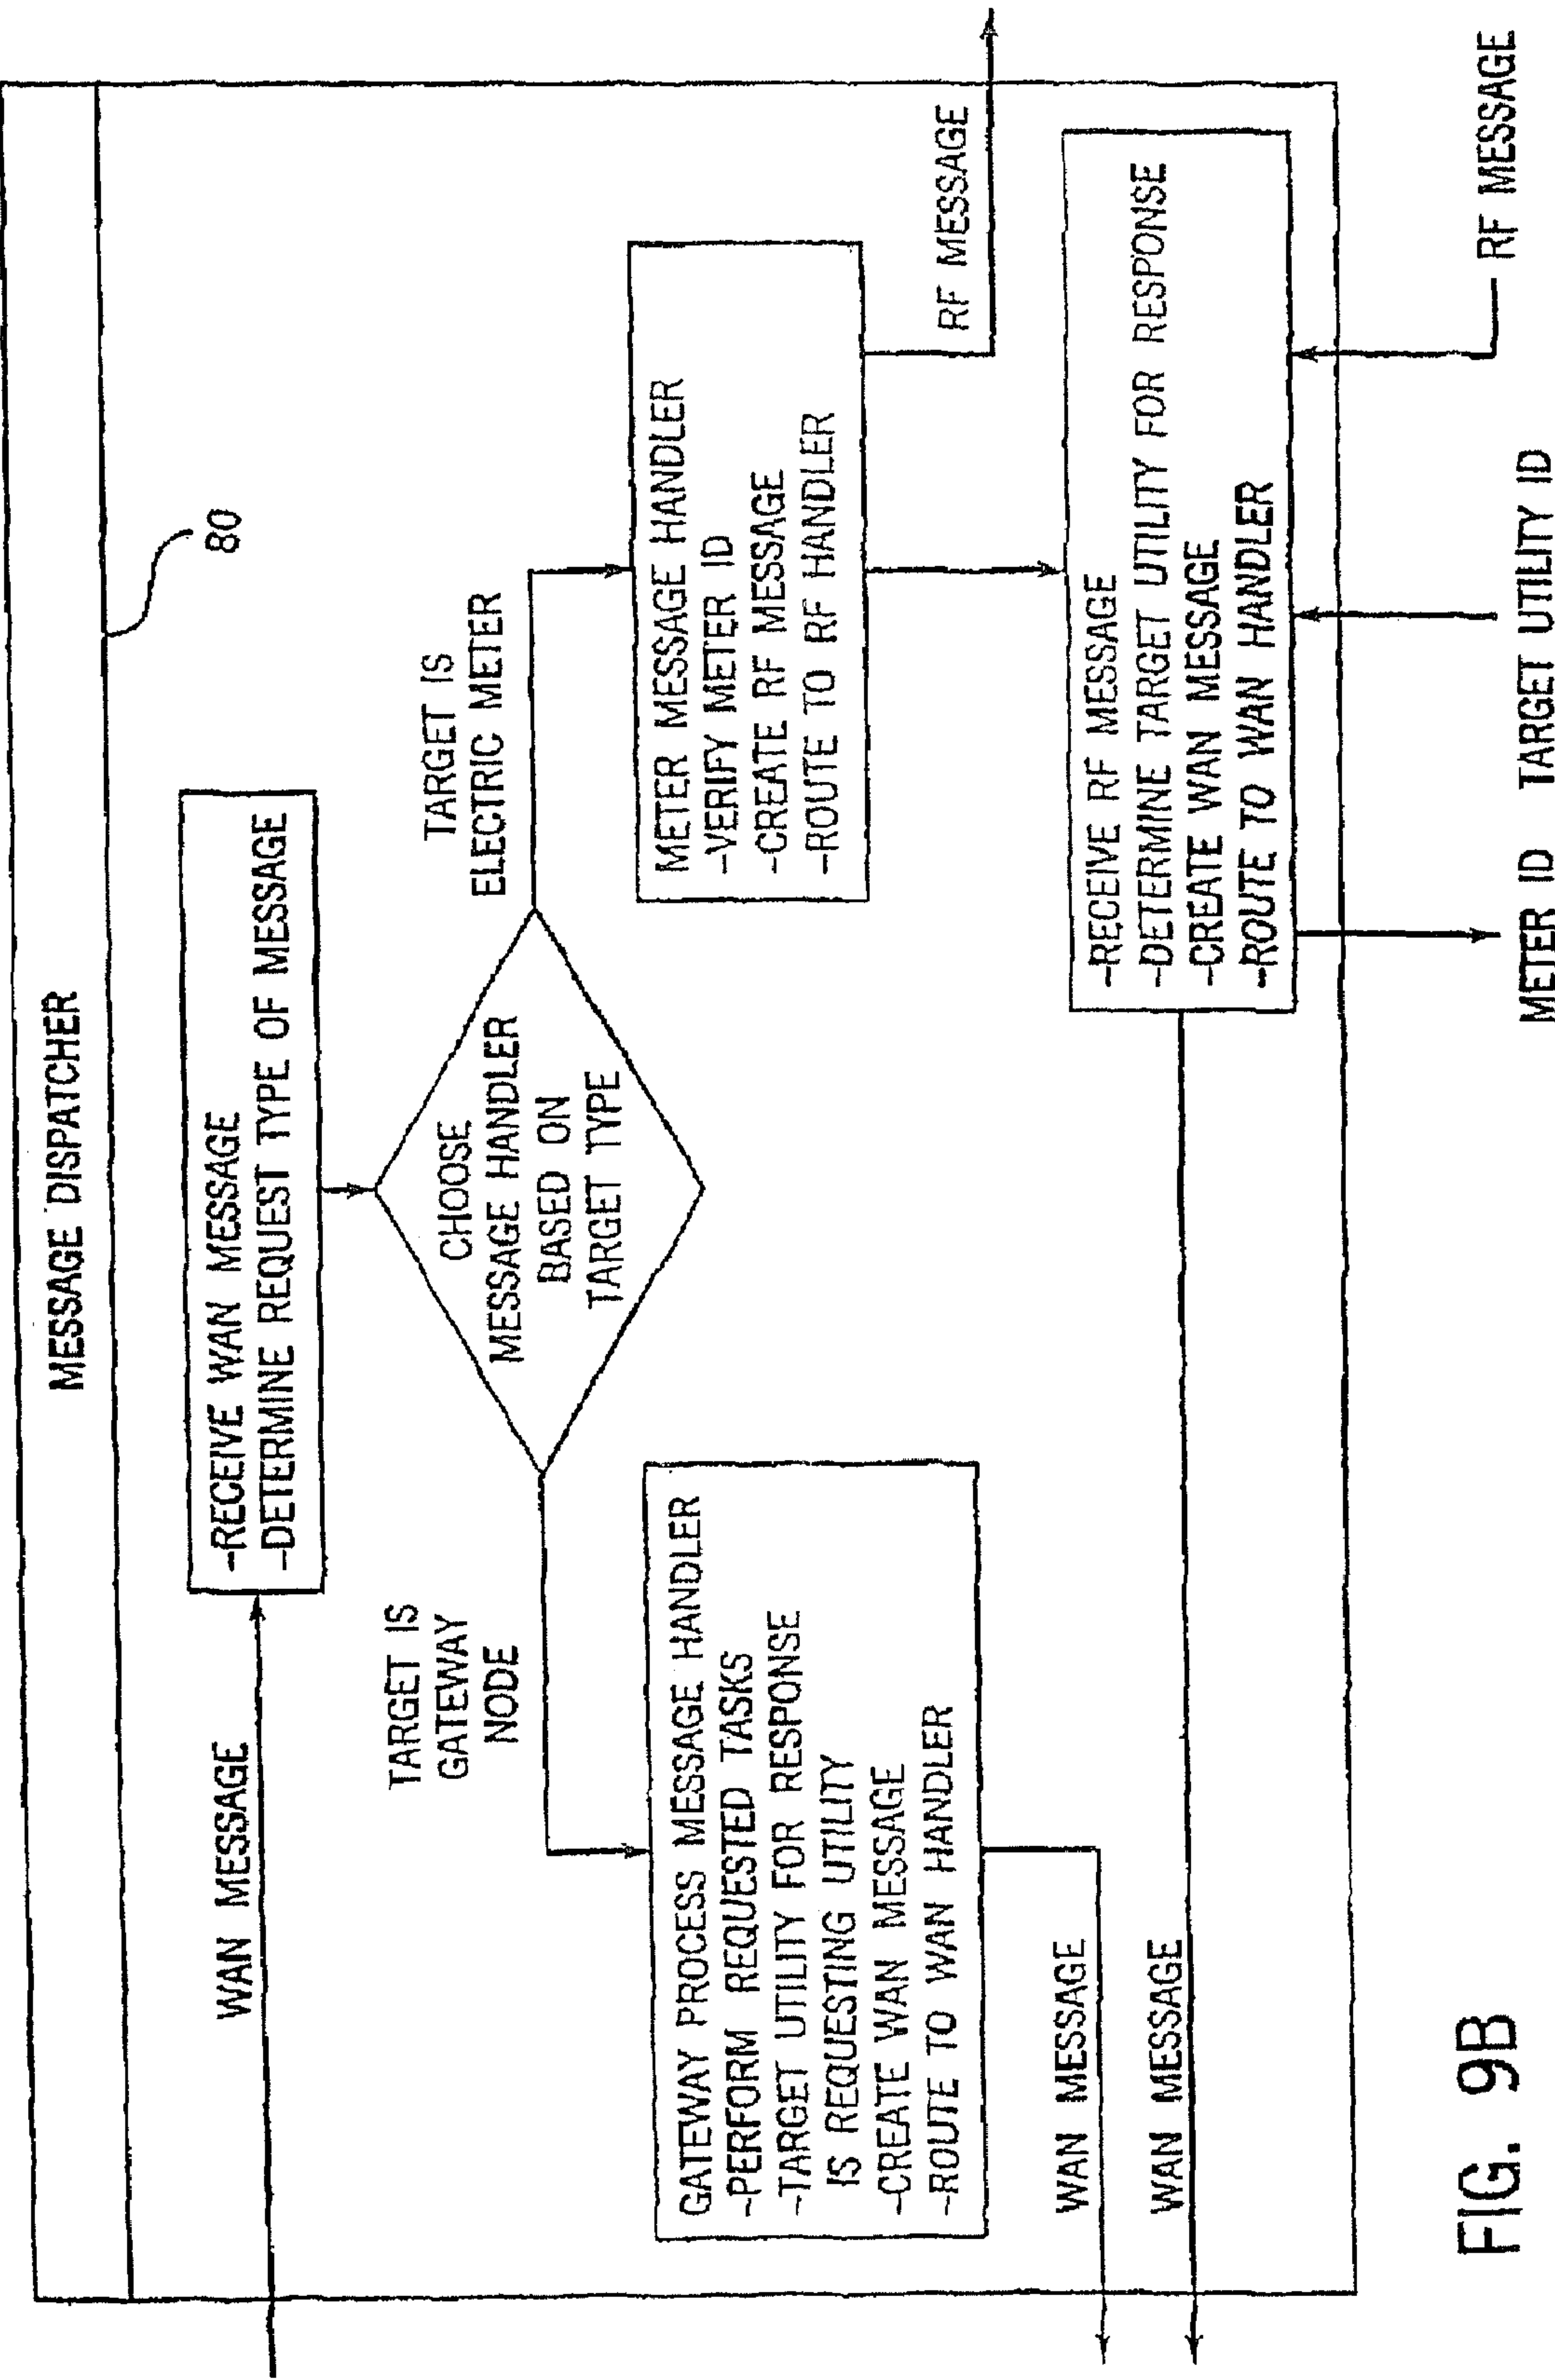 MESSAGE DISPATCHER
80
WAN MESSAGE
-RECEIVE WAN MESSAGE
-DETERMINE REQUEST TYPE OF MESSAGE
CHOOSE
MESSAGE HANDLER
BASED ON
TARGET TYPE
TARGET IS
GATEWAY
NODE
TARGET IS
ELECTRIC METER
GATEWAY PROCESS MESSAGE HANDLER
-PERFORM REQUESTED TASKS
-TARGET UTILITY FOR RESPONSE
IS REQUESTING UTILITY
-CREATE WAN MESSAGE
-ROUTE TO WAN HANDLER
METER MESSAGE HANDLER
-VERIFY METER ID
-CREATE RF MESSAGE
-ROUTE TO RF HANDLER
RF MESSAGE
WAN MESSAGE
WAN MESSAGE
-RECEIVE RF MESSAGE
-DETERMINE TARGET UTILITY FOR RESPONSE
-CREATE WAN MESSAGE
-ROUTE TO WAN HANDLER
RF MESSAGE
METER ID
TARGET UTILITY ID
FIG. 9B